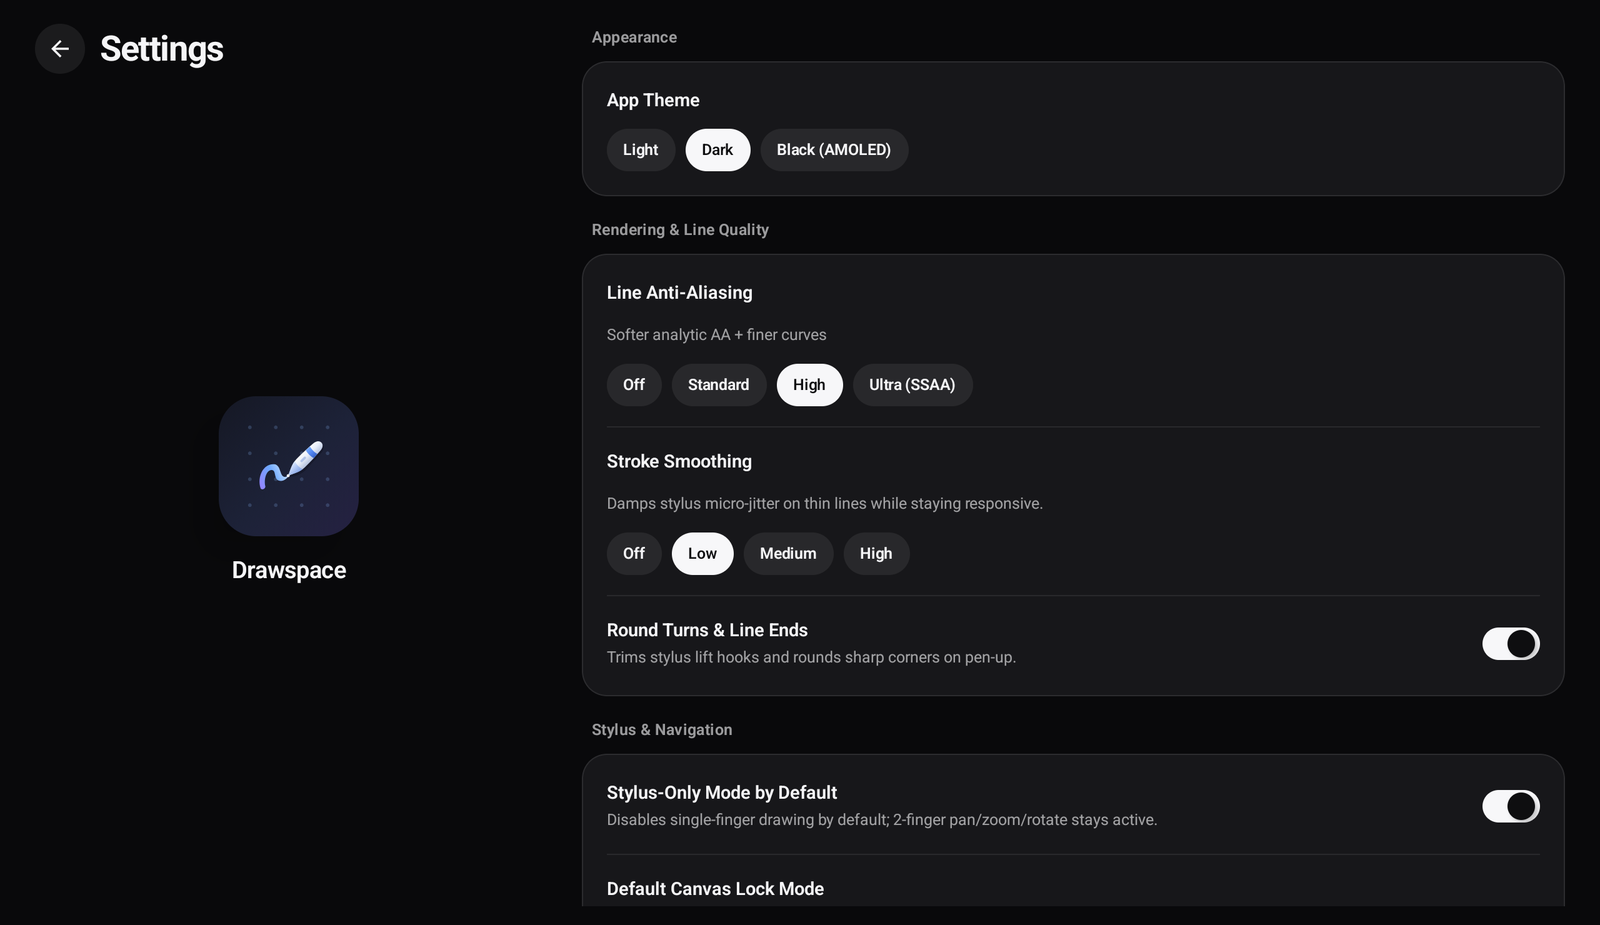 Settings
Drawspace
Appearance
App Theme
Light
Dark
Black (AMOLED)
Rendering & Line Quality
Line Anti-Aliasing
Softer analytic AA + finer curves
Off
Standard
High
Ultra (SSAA)
Stroke Smoothing
Damps stylus micro-jitter on thin lines while staying responsive.
Off
Low
Medium
High
Round Turns & Line Ends
Trims stylus lift hooks and rounds sharp corners on pen-up.
Stylus & Navigation
Stylus-Only Mode by Default
Disables single-finger drawing by default; 2-finger pan/zoom/rotate stays active.
Default Canvas Lock Mode